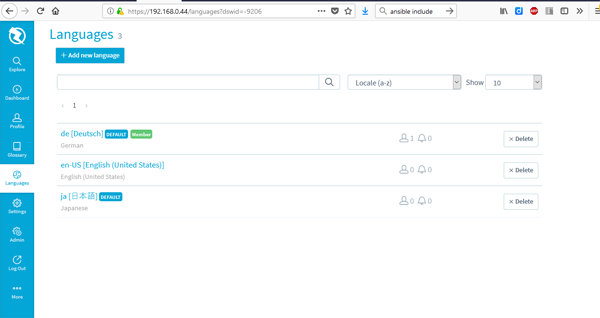 https://192.168.0.44/languages?dswid=-9206
ansible include
Languages 3
+ Add new language
Locale (a-z)
Show 10
1
de [Deutsch] DEFAULT Member
German
1 0
× Delete
en-US [English (United States)]
English (United States)
0 0
× Delete
ja [日本語] DEFAULT
Japanese
0 0
× Delete
Explore
Dashboard
Profile
Glossary
Languages
Settings
Admin
Log Out
More